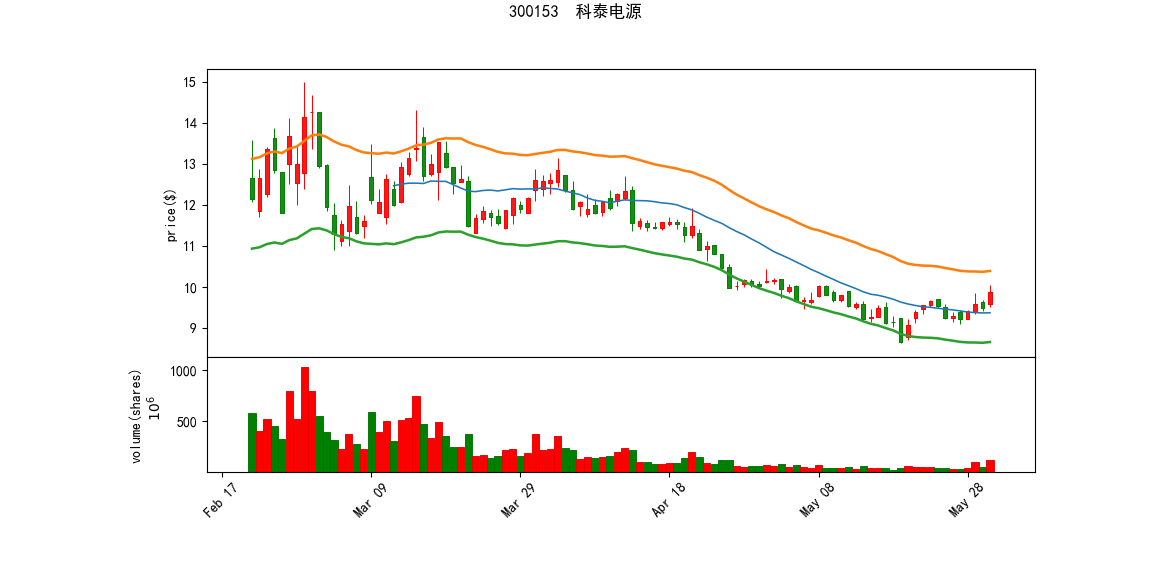 300153 科泰电源
15
14
13
12
11
10
9
price($)
1000
500
volume(shares)
10^6
Feb 17
Mar 09
Mar 29
Apr 18
May 08
May 28